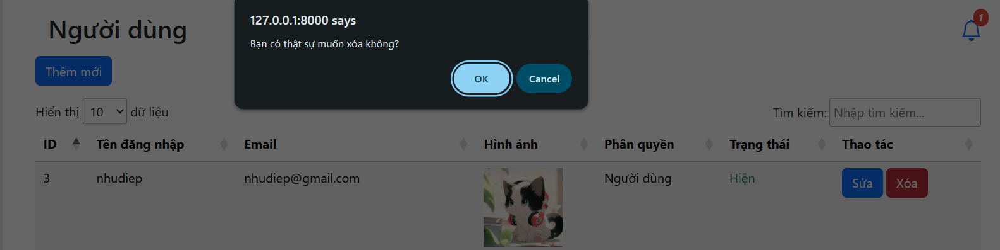 127.0.0.1:8000 says
Bạn có thật sự muốn xóa không?
OK Cancel
Người dùng
1
Thêm mới
Hiển thị 10 dữ liệu
Tìm kiếm: Nhập tìm kiếm...
ID Tên đăng nhập Email Hình ảnh Phân quyền Trạng thái Thao tác
3 nhudiep nhudiep@gmail.com Người dùng Hiện Sửa Xóa